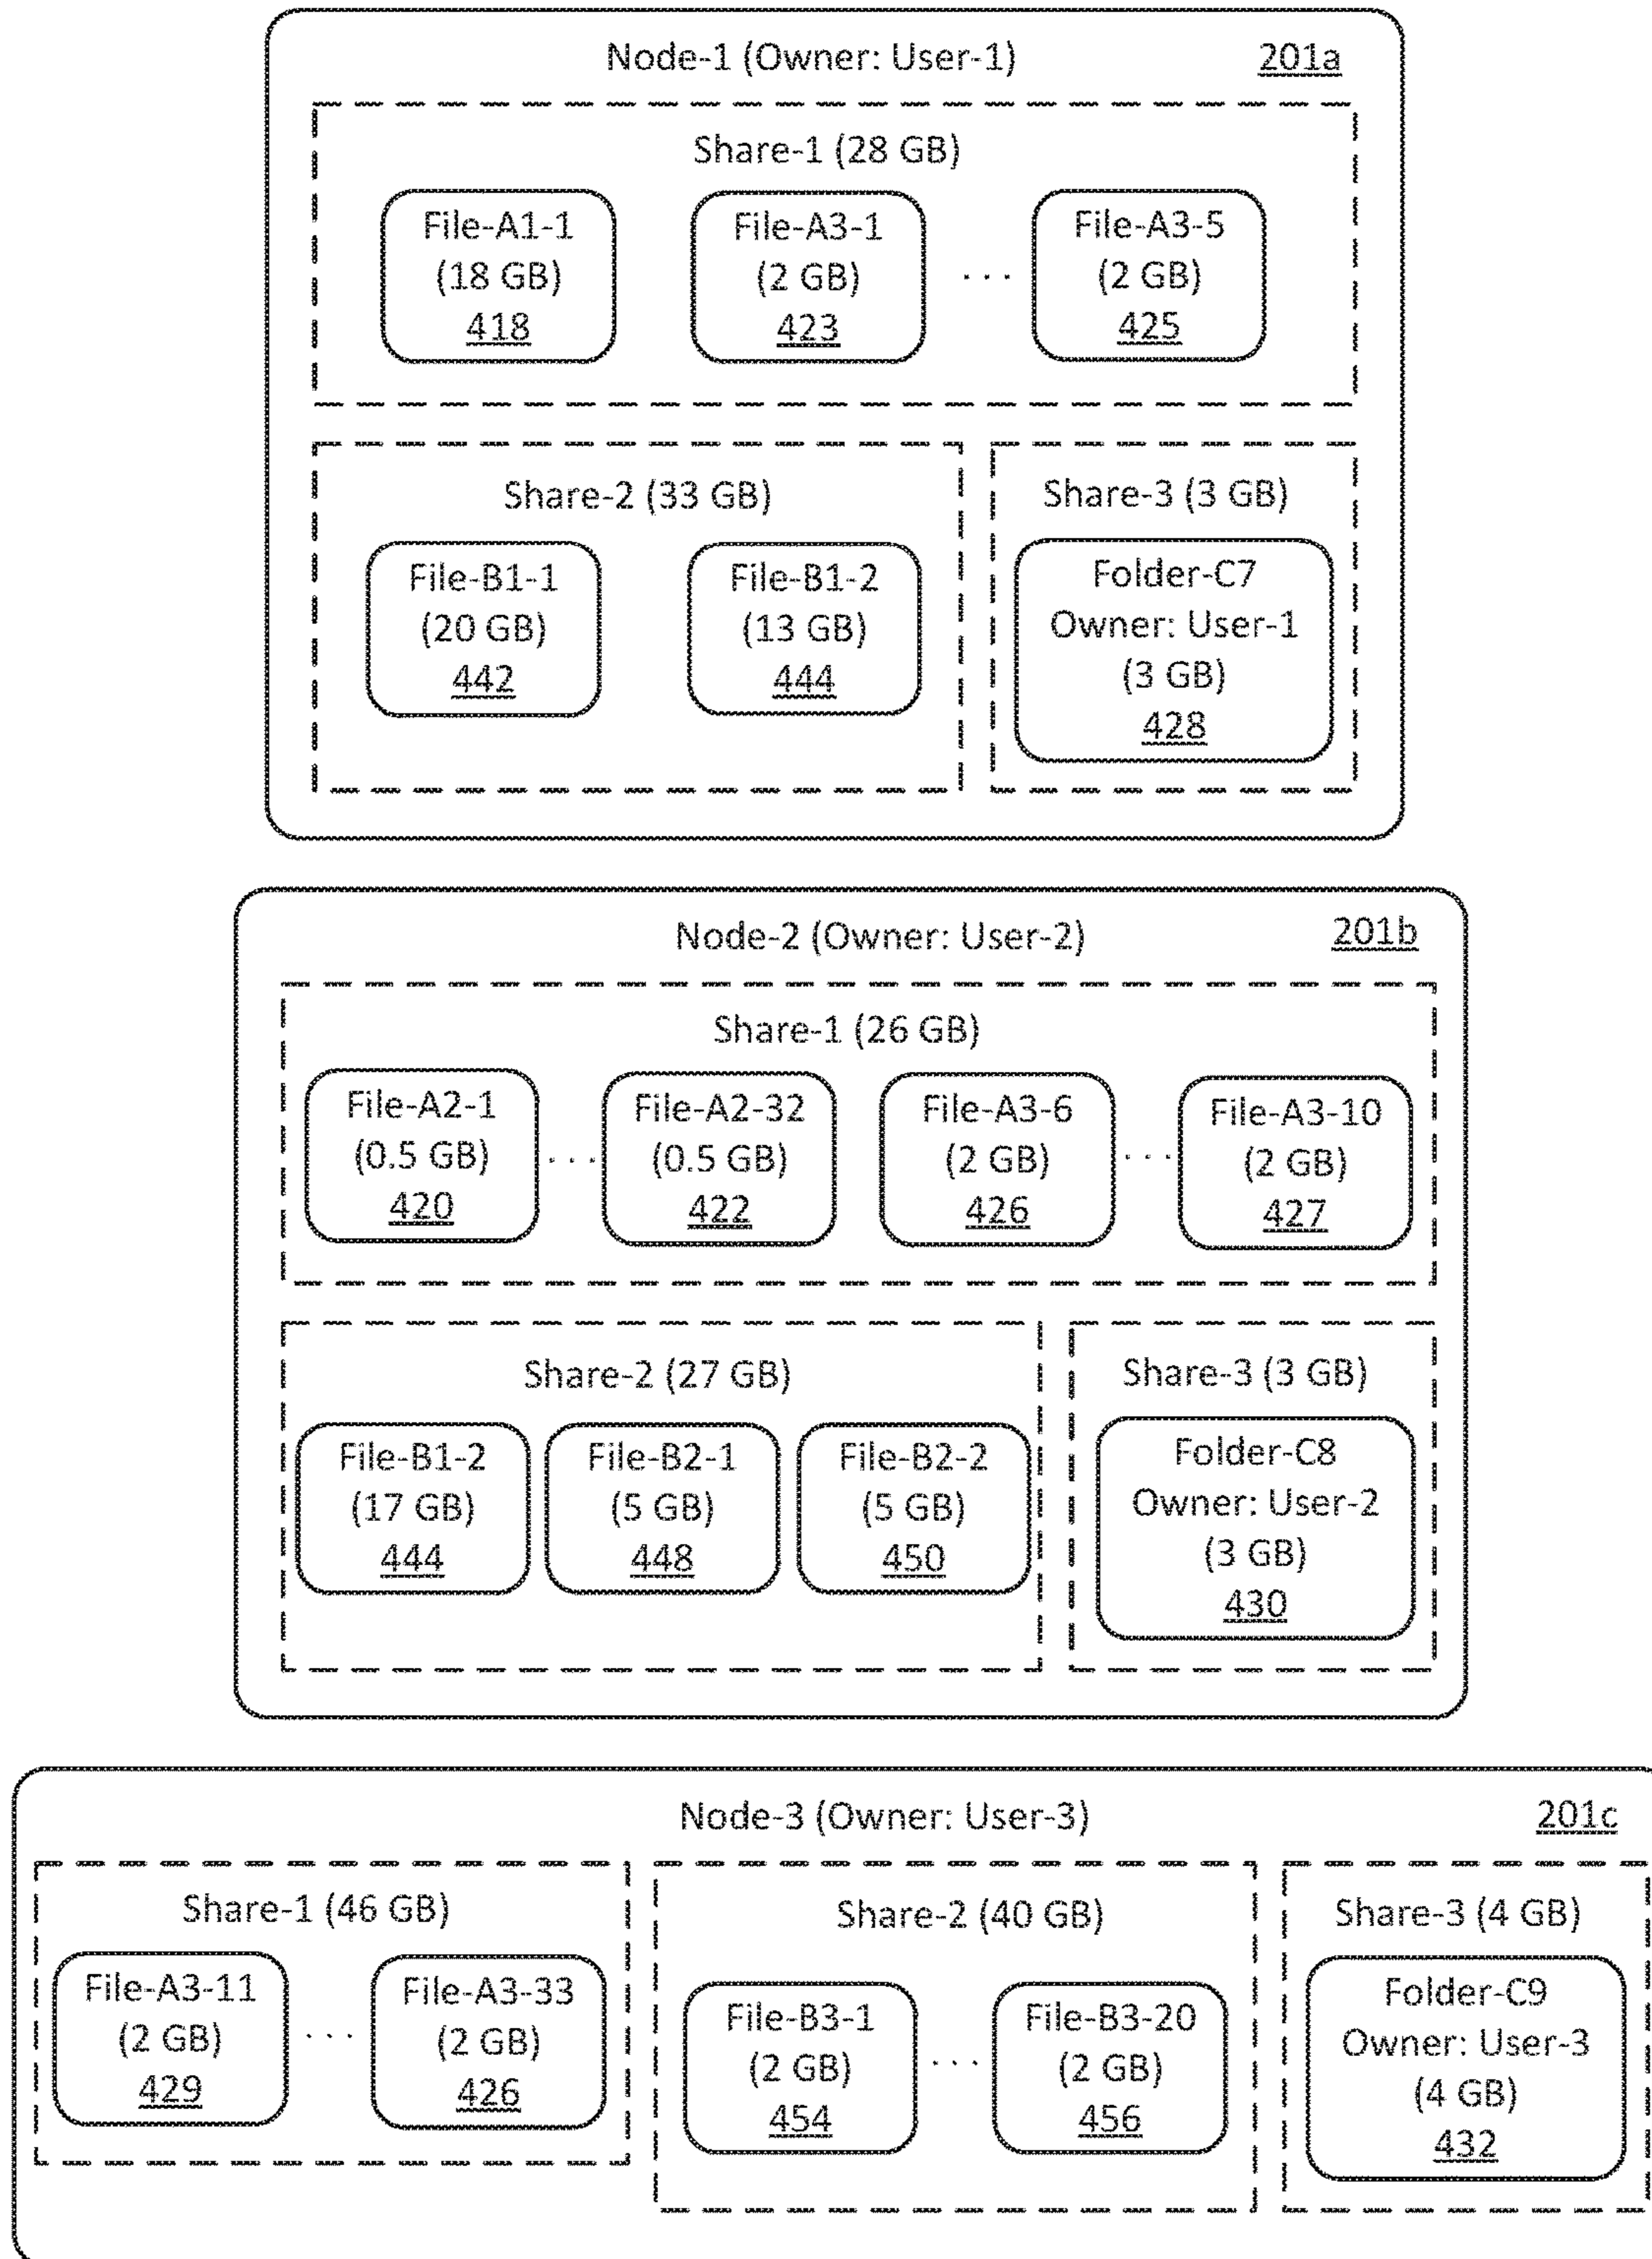 Node-1 (Owner: User-1) 201a
Share-1 (28 GB)
File-A1-1
(18 GB)
418
File-A3-1
(2 GB)
423
. . .
File-A3-5
(2 GB)
425
Share-2 (33 GB)
File-B1-1
(20 GB)
442
File-B1-2
(13 GB)
444
Share-3 (3 GB)
Folder-C7
Owner: User-1
(3 GB)
428
Node-2 (Owner: User-2) 201b
Share-1 (26 GB)
File-A2-1
(0.5 GB)
420
. . .
File-A2-32
(0.5 GB)
422
File-A3-6
(2 GB)
426
. . .
File-A3-10
(2 GB)
427
Share-2 (27 GB)
File-B1-2
(17 GB)
444
File-B2-1
(5 GB)
448
File-B2-2
(5 GB)
450
Share-3 (3 GB)
Folder-C8
Owner: User-2
(3 GB)
430
Node-3 (Owner: User-3) 201c
Share-1 (46 GB)
File-A3-11
(2 GB)
429
. . .
File-A3-33
(2 GB)
426
Share-2 (40 GB)
File-B3-1
(2 GB)
454
. . .
File-B3-20
(2 GB)
456
Share-3 (4 GB)
Folder-C9
Owner: User-3
(4 GB)
432